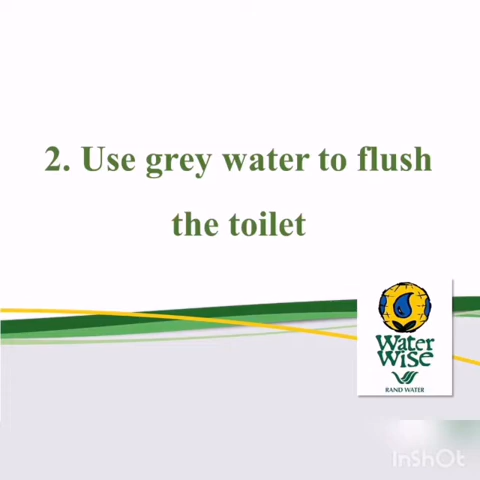 2. Use grey water to flush
the toilet
Water
Wise
RAND WATER
InShOt